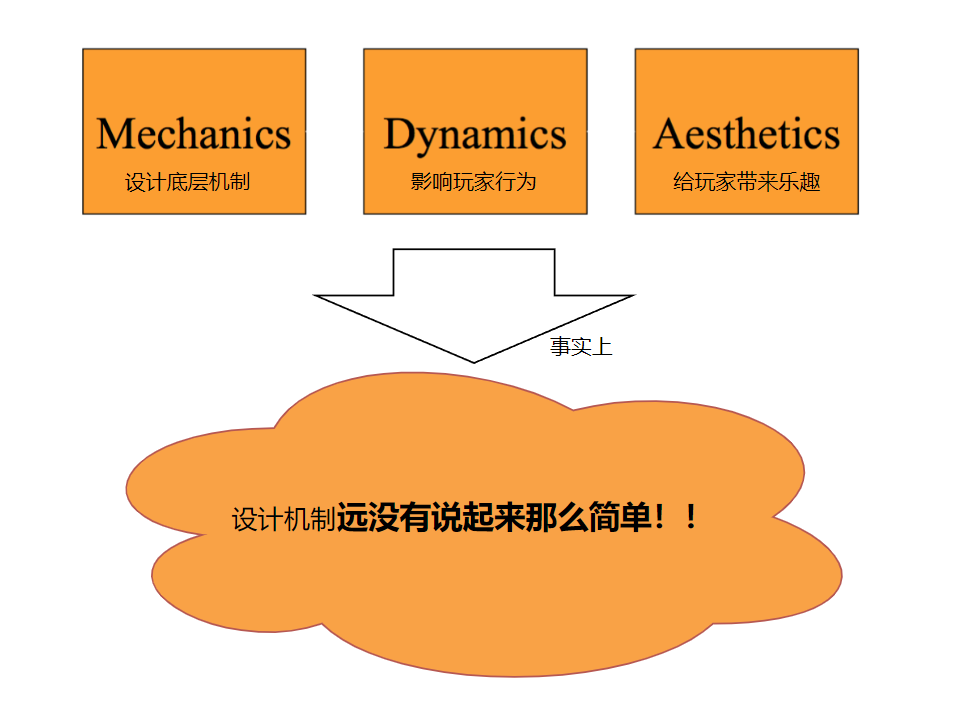 Mechanics
设计底层机制
Dynamics
影响玩家行为
Aesthetics
给玩家带来乐趣
事实上
设计机制远没有说起来那么简单！！